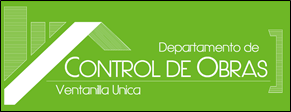 Departamento de
CONTROL DE OBRAS
Ventanilla Unica